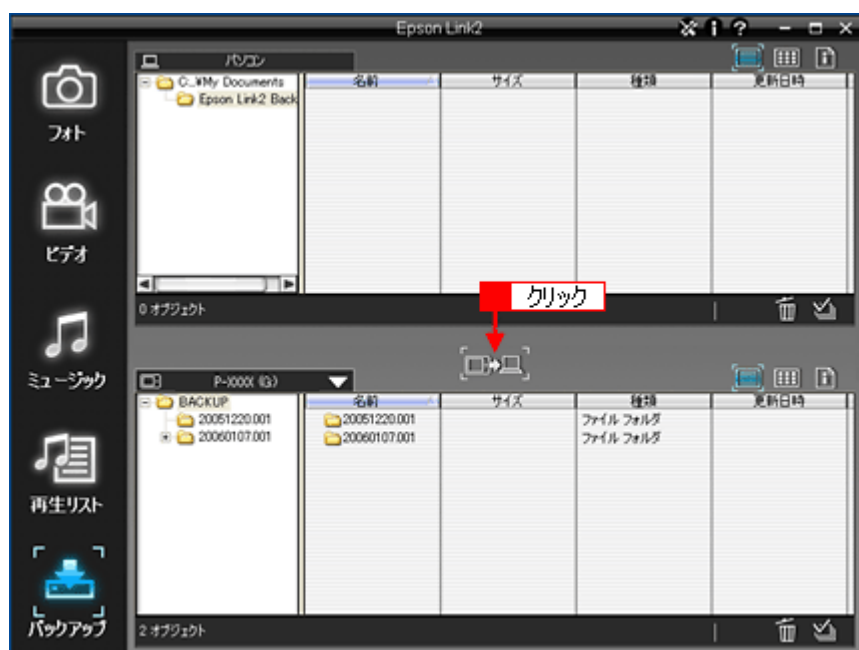 Epson Link2
パソコン
C:..¥My Documents
Epson Link2 Back
名前 サイズ 種類 更新日時
フォト
ビデオ
0 オブジェクト
クリック
ミュージック
P-XXXX (G)
BACKUP
20051220.001
20060107.001
名前 サイズ 種類 更新日時
20051220.001 ファイル フォルダ
20060107.001 ファイル フォルダ
再生リスト
バックアップ
2 オブジェクト